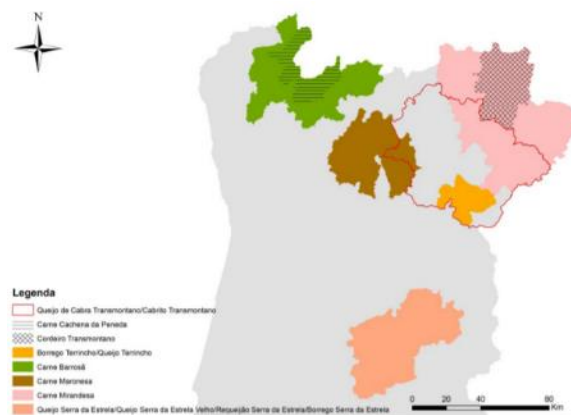 N
Legenda
Queijo de Cabra Transmontano/Cabrito Transmontano
Carne Cachena da Peneda
Cordeiro Transmontano
Borrego Terrincho/Queijo Terrincho
Carne Barrosã
Carne Maronesa
Carne Mirandesa
Queijo Serra da Estrela/Queijo Serra da Estrela Velho/Requeijão Serra da Estrela/Borrego Serra da Estrela
0 20 40 80
Km